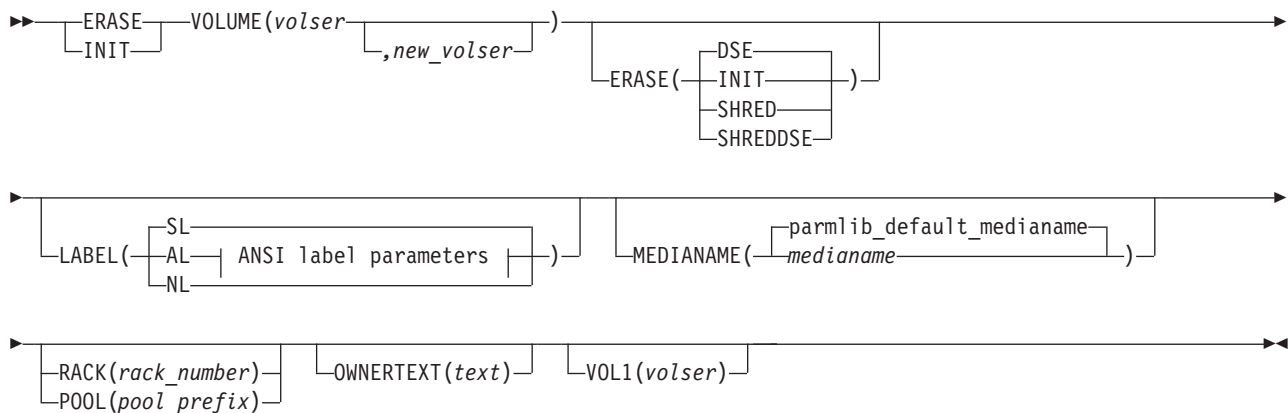 ERASE VOLUME(volser )
INIT ,new_volser
DSE
ERASE( INIT )
SHRED
SHREDDSE
SL parmlib_default_medianame
LABEL( AL ANSI label parameters ) MEDIANAME( medianame )
NL
RACK(rack_number) OWNERTEXT(text) VOL1(volser)
POOL(pool prefix)